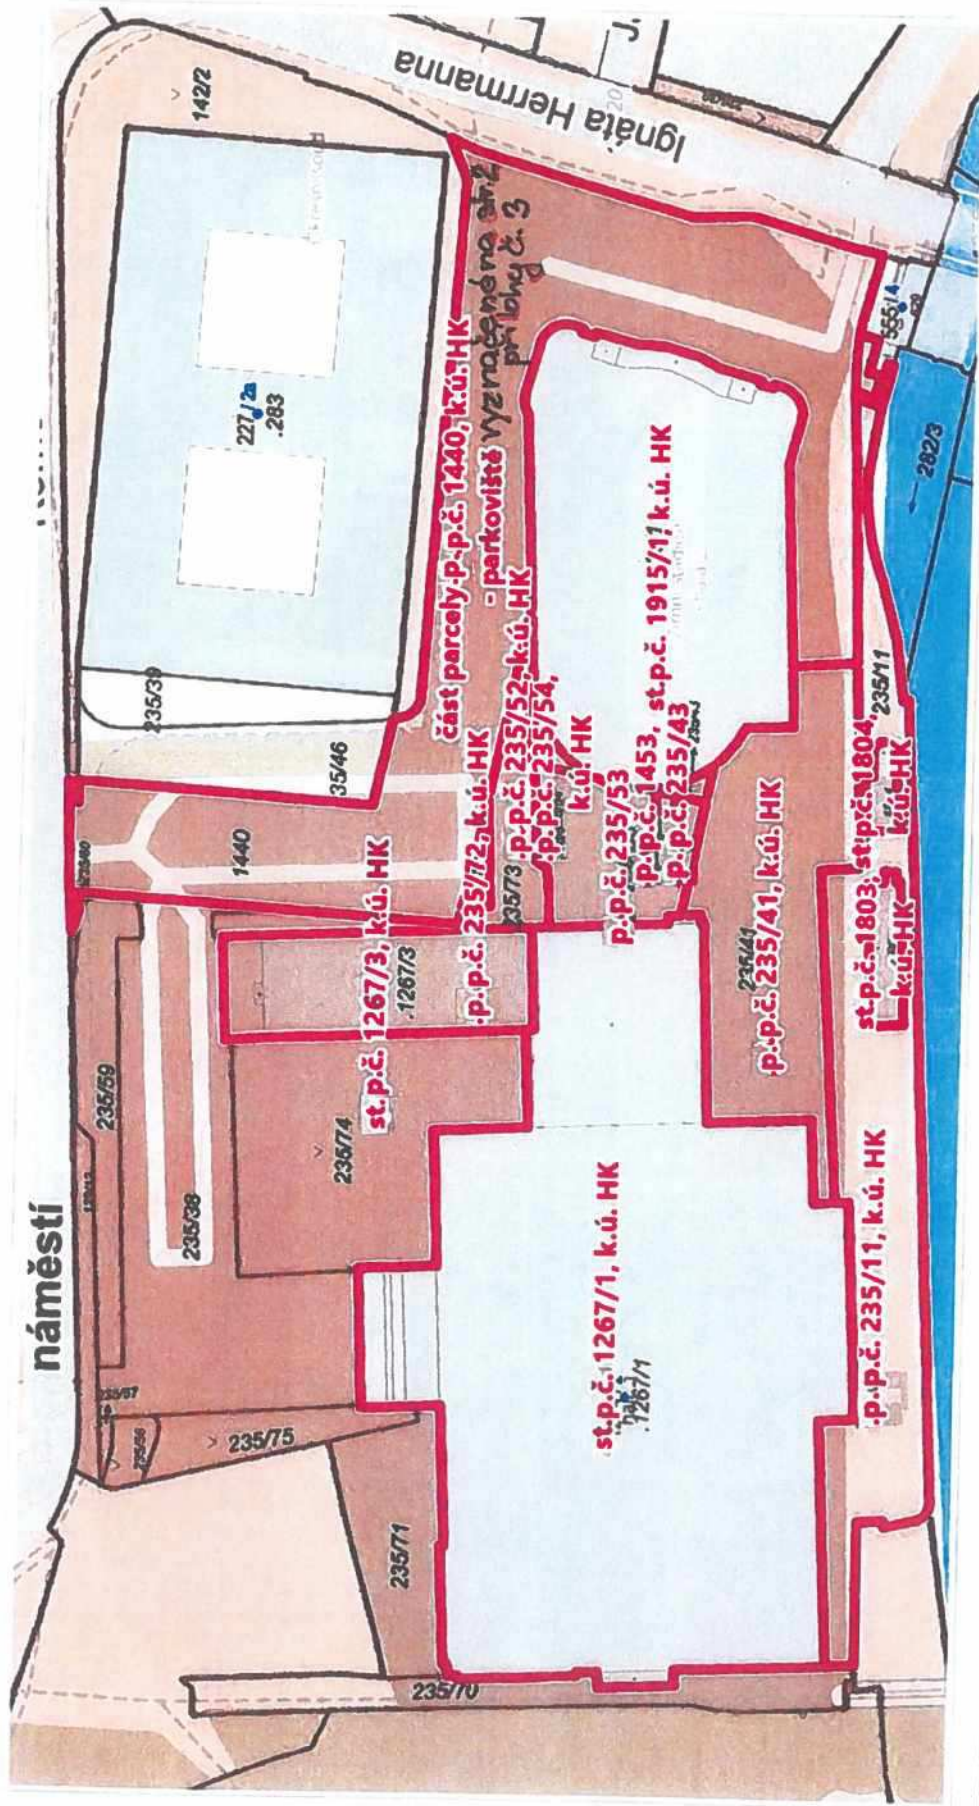 náměstí
Ignáta Herrmanna
142/2
227 / 2a
.283
část parcely p.p.č. 1440, k.ú. HK
- parkoviště vyznačené na str. 2
přílohy č. 3
235/39
35/46
1440
235/59
235/38
235/74
235/67
235/75
235/71
235/70
st.p.č. 1267/3, k.ú. HK
.1267/3
p.p.č. 235/72, k.ú. HK
235/73
p.p.č. 235/52, k.ú. HK
p.p.č. 235/54,
k.ú. HK
p.p.č. 235/53
p.p.č. 1453, st.p.č. 1915/1, k.ú. HK
p.p.č. 235/43
235/41
p.p.č. 235/41, k.ú. HK
st.p.č. 1803, st.p.č. 1804,
k.ú. HK
k.ú. HK
235/11
282/3
st.p.č. 1267/1, k.ú. HK
.1267/1
p.p.č. 235/11, k.ú. HK